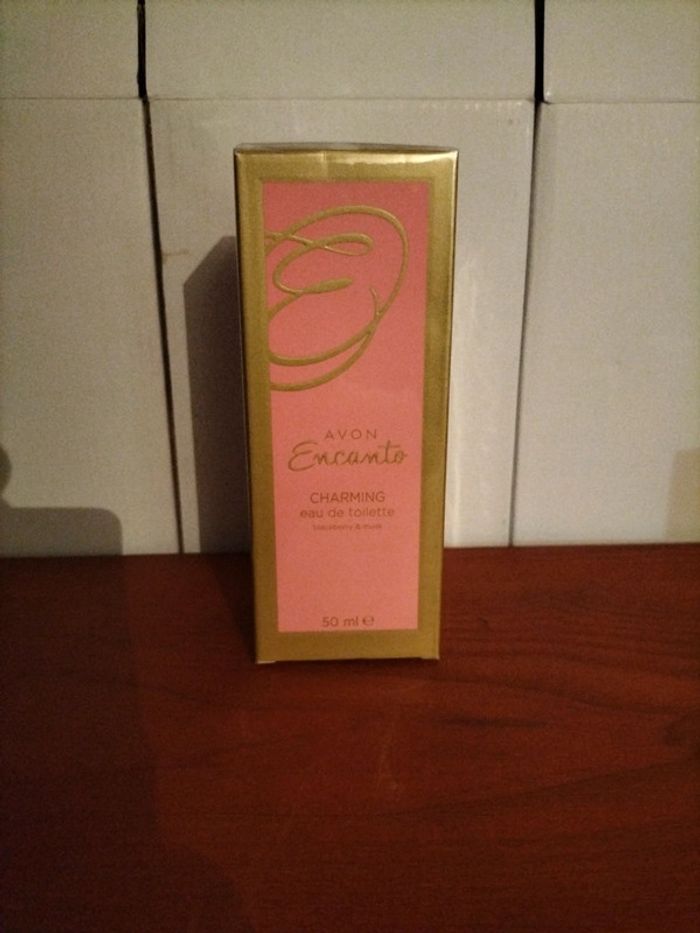 AVON
Encanto
CHARMING
eau de toilette
blackberry & musk
50 ml ℮